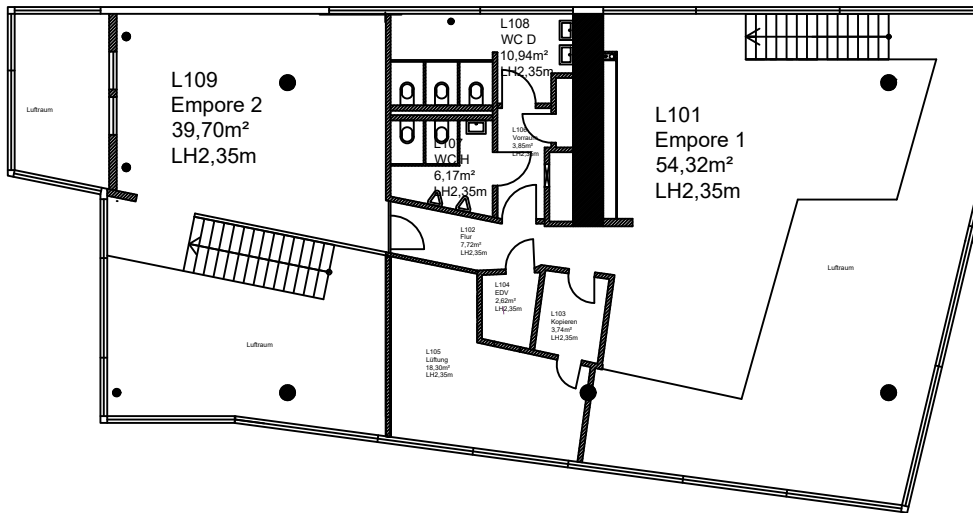 L108
WC D
10,94m²
LH2,35m
L109
Empore 2
39,70m²
LH2,35m
Luftraum
L101
Empore 1
54,32m²
LH2,35m
L106
Vorraum
3,85m²
LH2,35m
L107
WC H
6,17m²
LH2,35m
L102
Flur
7,72m²
LH2,35m
Luftraum
L104
EDV
2,62m²
LH2,35m
L103
Kopieren
3,74m²
LH2,35m
Luftraum
L105
Lüftung
18,30m²
LH2,35m